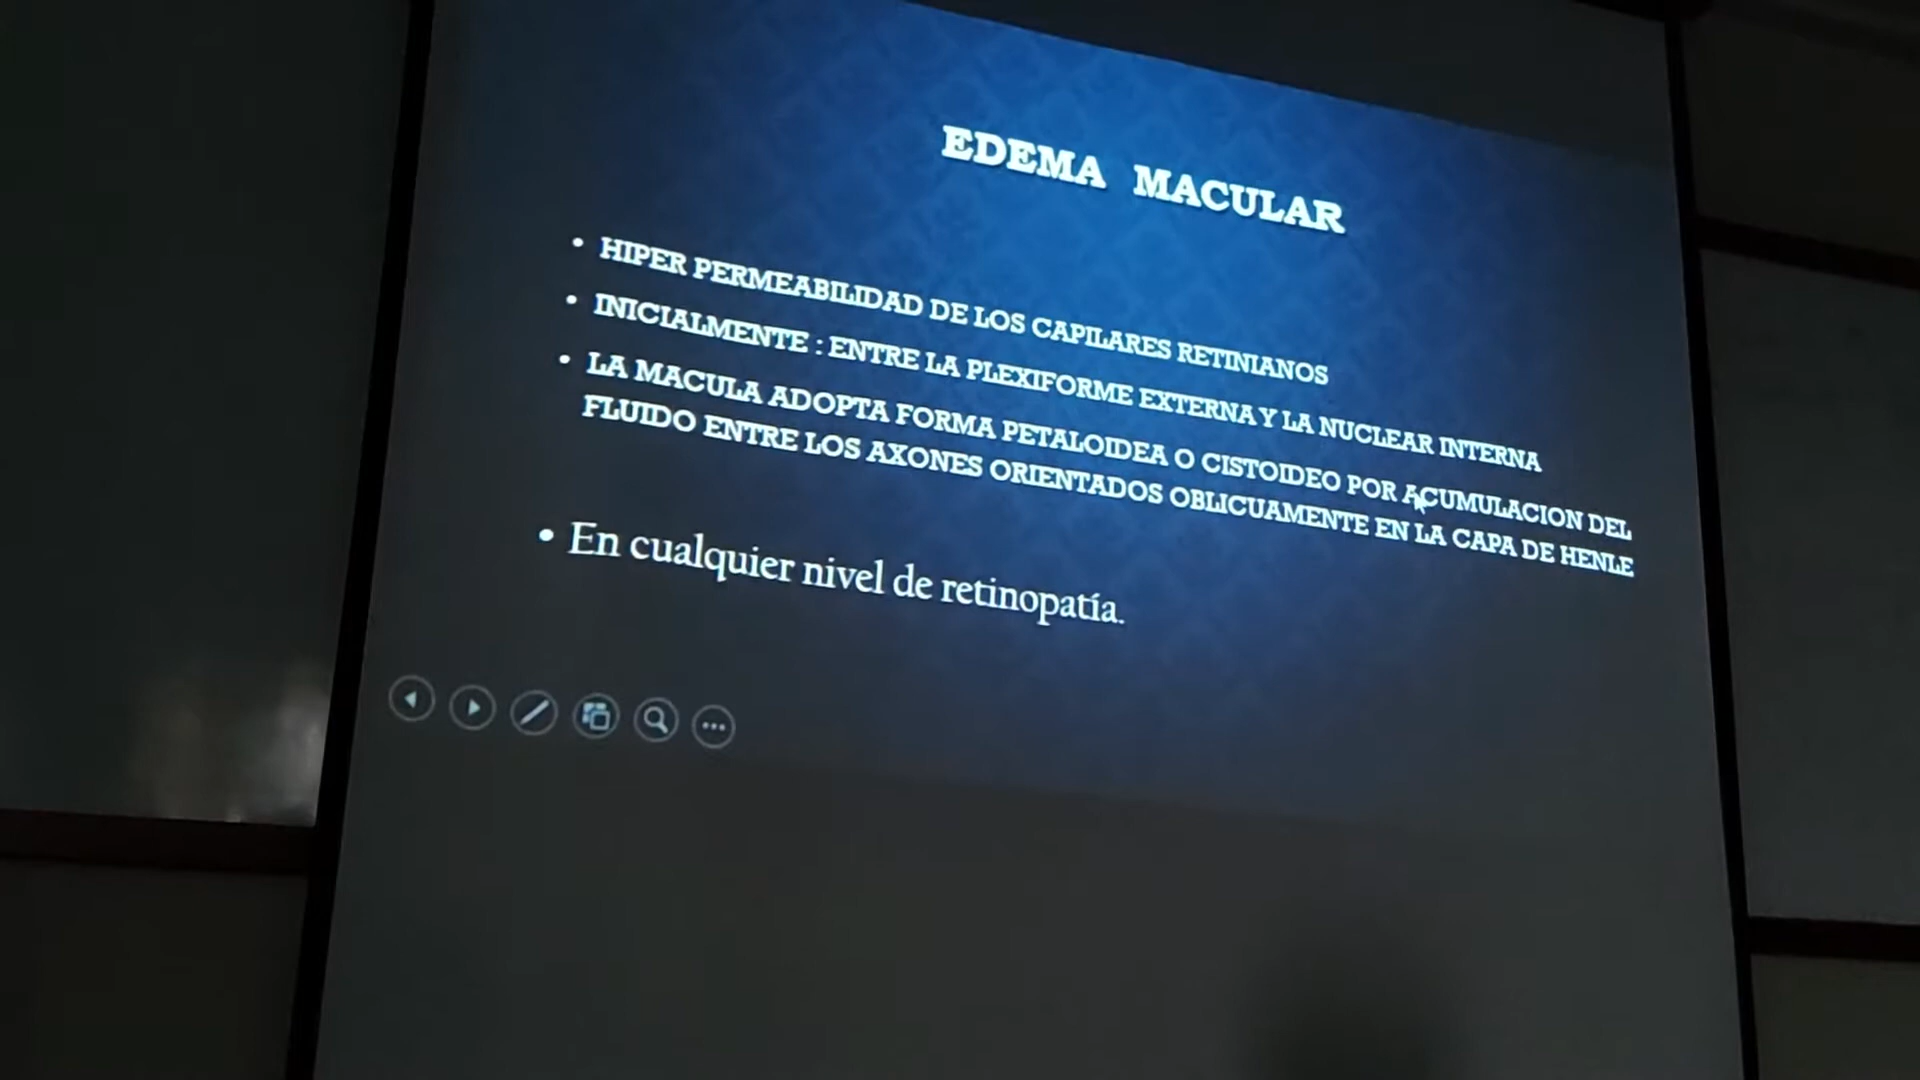 EDEMA MACULAR
• HIPER PERMEABILIDAD DE LOS CAPILARES RETINIANOS
• INICIALMENTE : ENTRE LA PLEXIFORME EXTERNA Y LA NUCLEAR INTERNA
• LA MACULA ADOPTA FORMA PETALOIDEA O CISTOIDEO POR ACUMULACION DEL
FLUIDO ENTRE LOS AXONES ORIENTADOS OBLICUAMENTE EN LA CAPA DE HENLE
• En cualquier nivel de retinopatía.